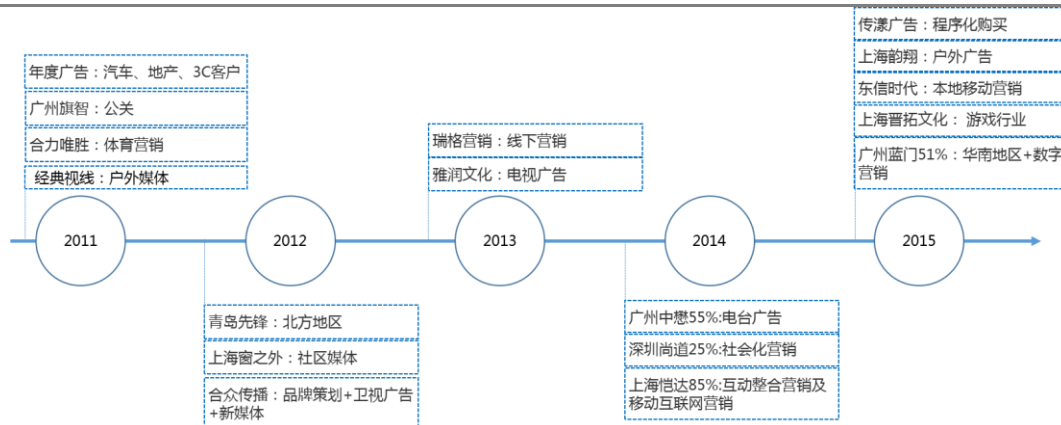 年度广告：汽车、地产、3C客户
广州旗智：公关
合力唯胜：体育营销
经典视线：户外媒体
2011
青岛先锋：北方地区
上海窗之外：社区媒体
合众传播：品牌策划+卫视广告
+新媒体
2012
瑞格营销：线下营销
雅润文化：电视广告
2013
广州中懋55%:电台广告
深圳尚道25%:社会化营销
上海恺达85%:互动整合营销及
移动互联网营销
2014
传漾广告：程序化购买
上海韵翔：户外广告
东信时代：本地移动营销
上海晋拓文化： 游戏行业
广州蓝门51%：华南地区+数字
营销
2015